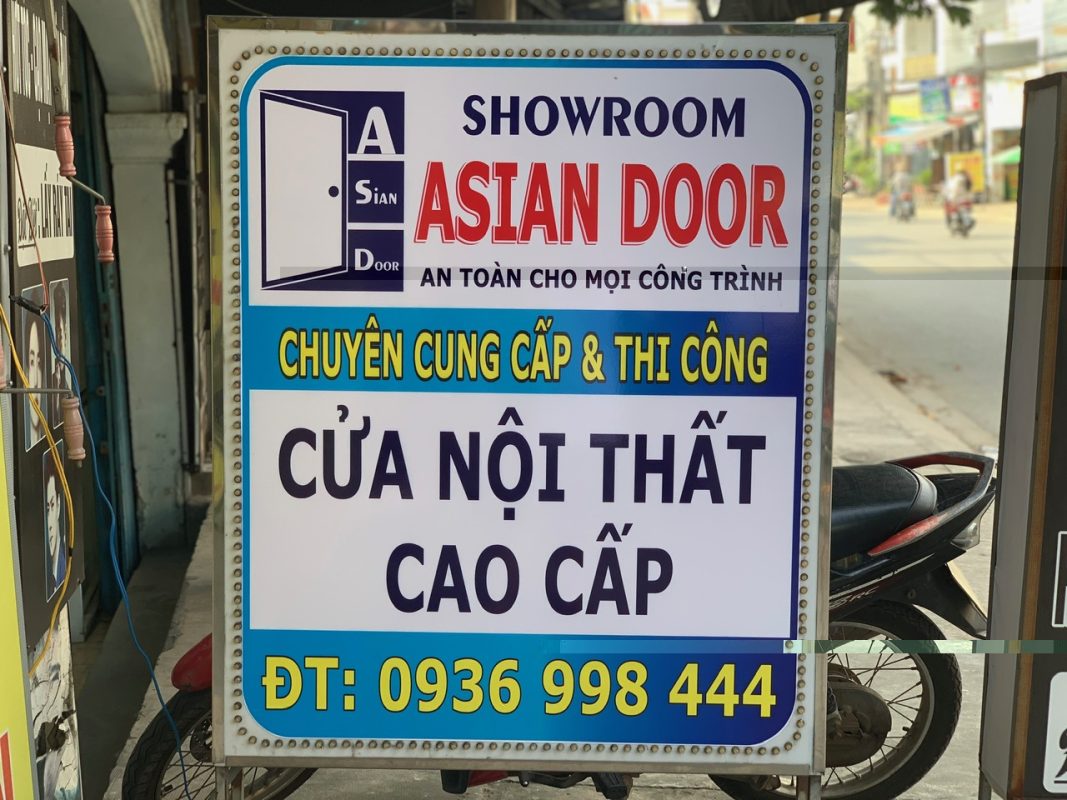 A
SIAN
DOOR
SHOWROOM
ASIAN DOOR
AN TOÀN CHO MỌI CÔNG TRÌNH
CHUYÊN CUNG CẤP & THI CÔNG
CỬA NỘI THẤT
CAO CẤP
ĐT: 0936 998 444